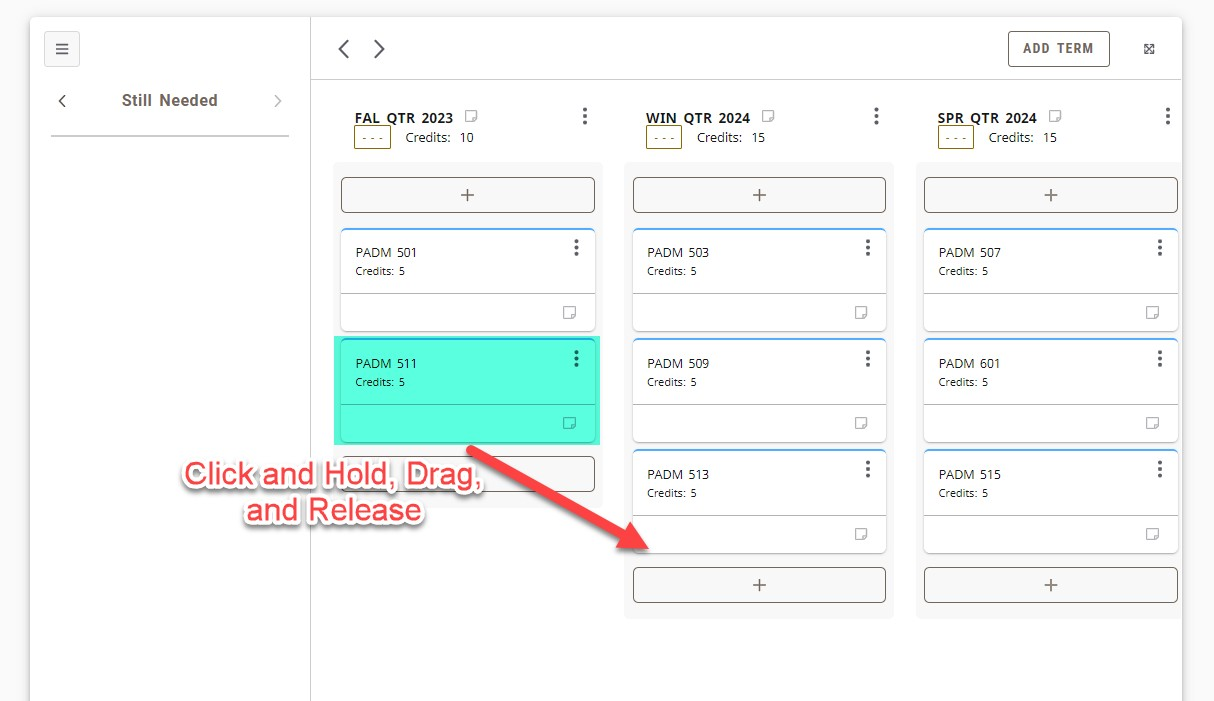 Still Needed
ADD TERM
FAL QTR 2023
- - - Credits: 10
+
PADM 501
Credits: 5
PADM 511
Credits: 5
Click and Hold, Drag,
and Release
WIN QTR 2024
- - - Credits: 15
+
PADM 503
Credits: 5
PADM 509
Credits: 5
PADM 513
Credits: 5
+
SPR QTR 2024
- - - Credits: 15
+
PADM 507
Credits: 5
PADM 601
Credits: 5
PADM 515
Credits: 5
+